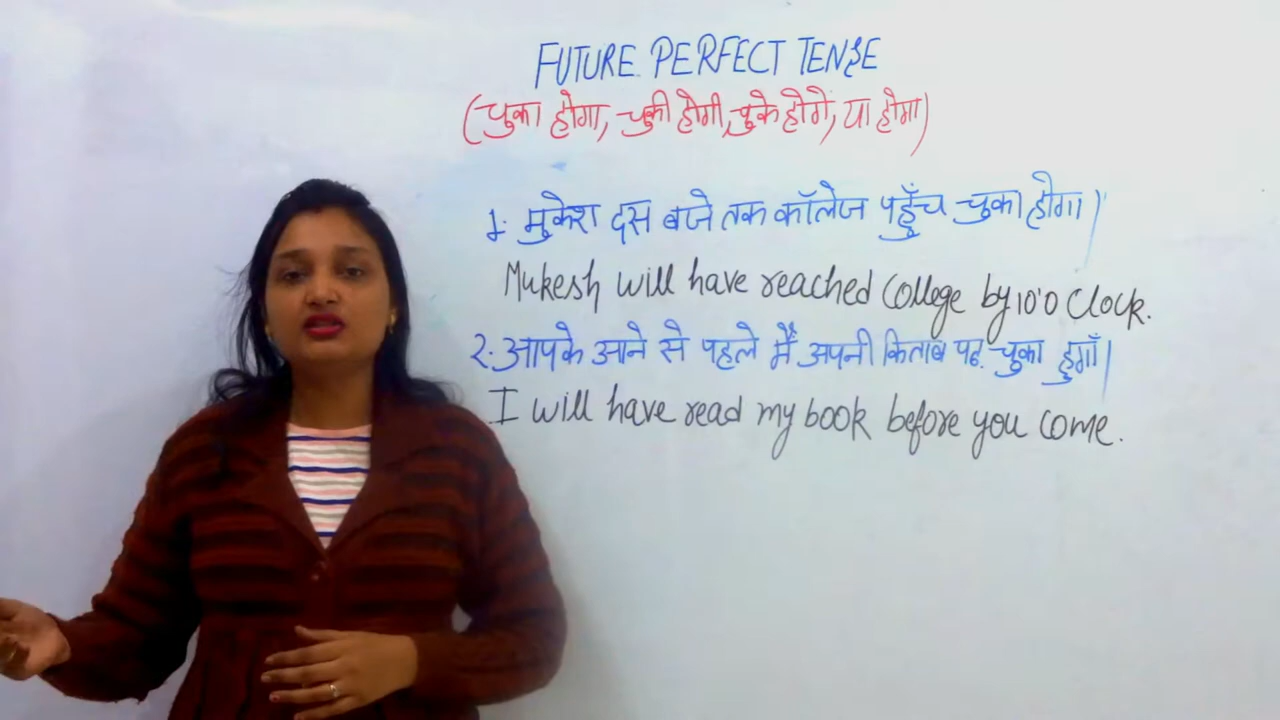 FUTURE PERFECT TENSE
(चुका होगा, चुकी होगी, चुके होगें, या होगा)
1. मुकेश दस बजे तक कॉलेज पहुँच चुका होगा।
Mukesh will have reached College by 10'0 Clock.
2. आपके आने से पहले मैं अपनी किताब पढ़ चुका हुगाँ।
I will have read my book before you come.